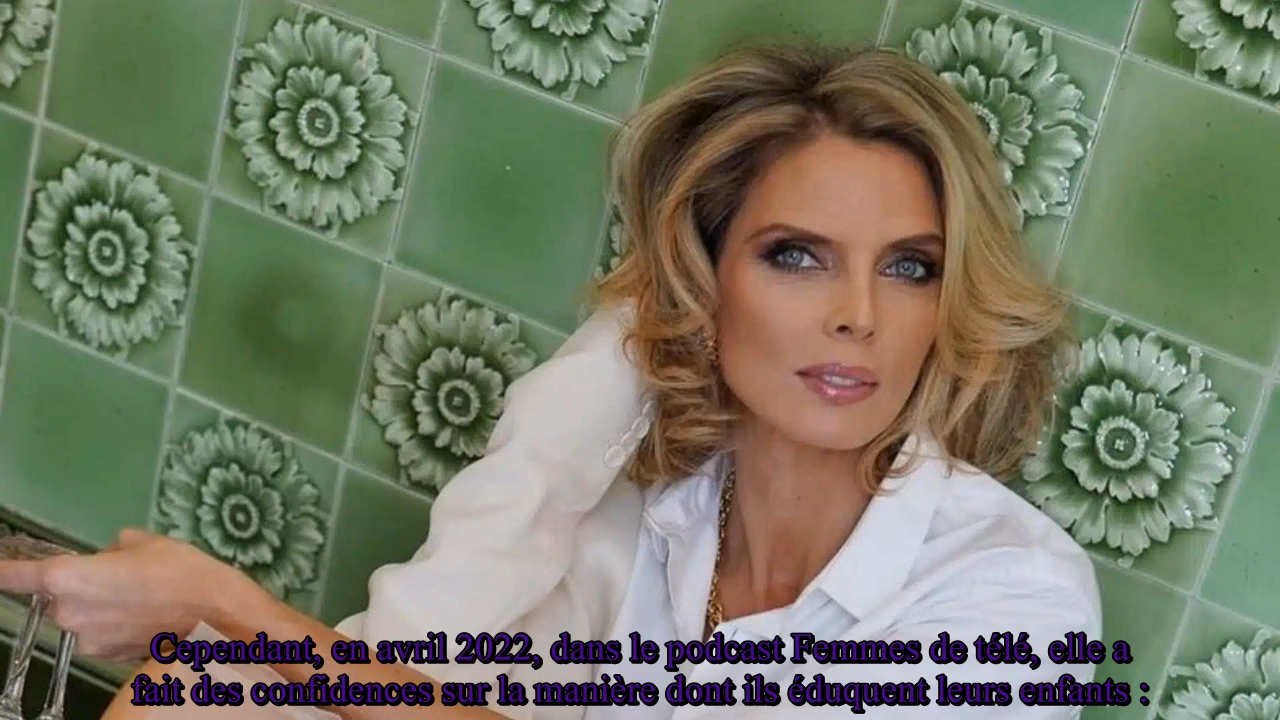 Cependant, en avril 2022, dans le podcast Femmes de télé, elle a
fait des confidences sur la manière dont ils éduquent leurs enfants :